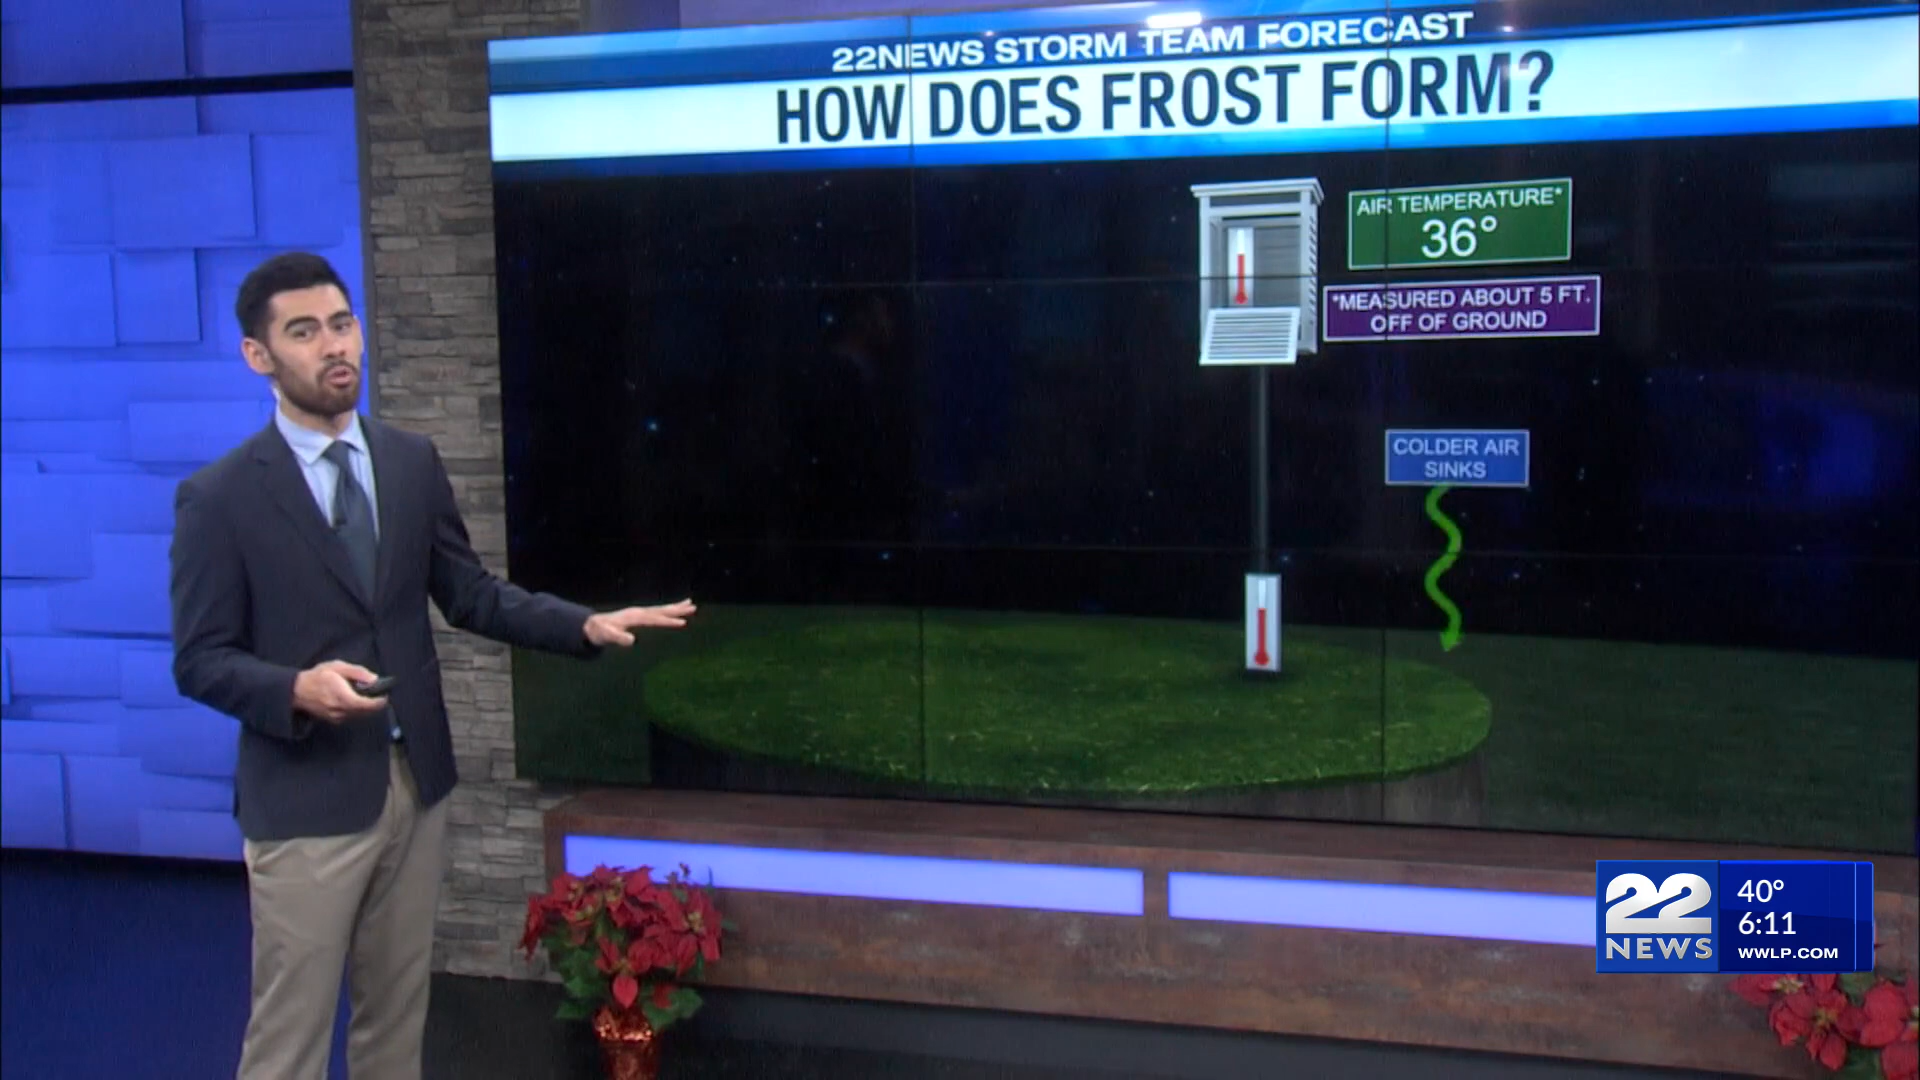 22NEWS STORM TEAM FORECAST
HOW DOES FROST FORM?
AIR TEMPERATURE*
36°
*MEASURED ABOUT 5 FT.
OFF OF GROUND
COLDER AIR
SINKS
22
NEWS
40°
6:11
WWLP.COM